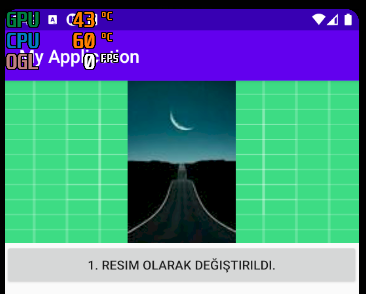 GPU 43 °C
CPU 60 °C
OGL 0 FPS
My Application
1. RESIM OLARAK DEĞIŞTIRILDI.